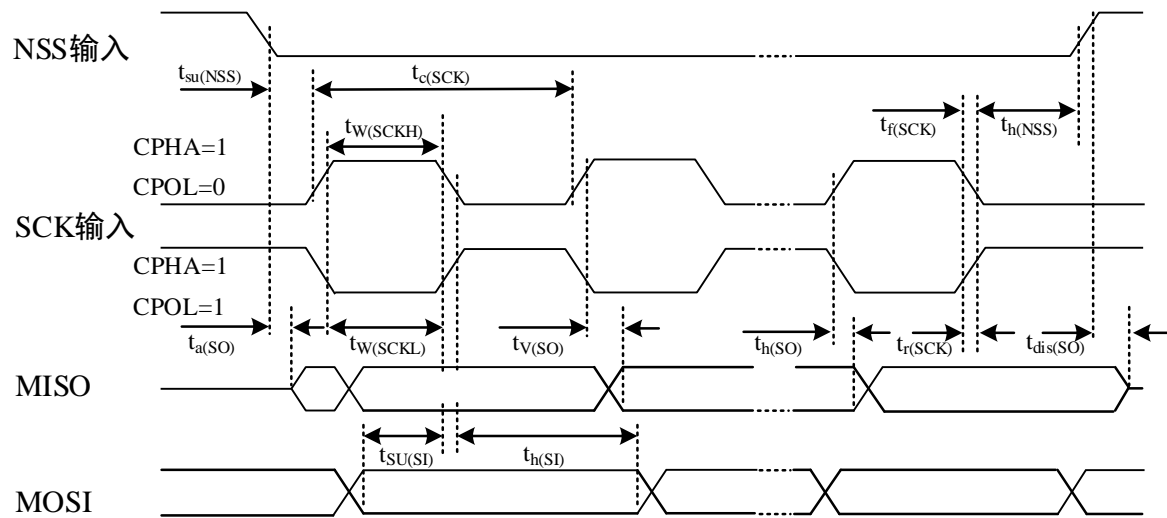 NSS输入
tsu(NSS)
tc(SCK)
tW(SCKH)
tf(SCK)
th(NSS)
CPHA=1
CPOL=0
SCK输入
CPHA=1
CPOL=1
ta(SO)
tW(SCKL)
tV(SO)
th(SO)
tr(SCK)
tdis(SO)
MISO
tSU(SI)
th(SI)
MOSI